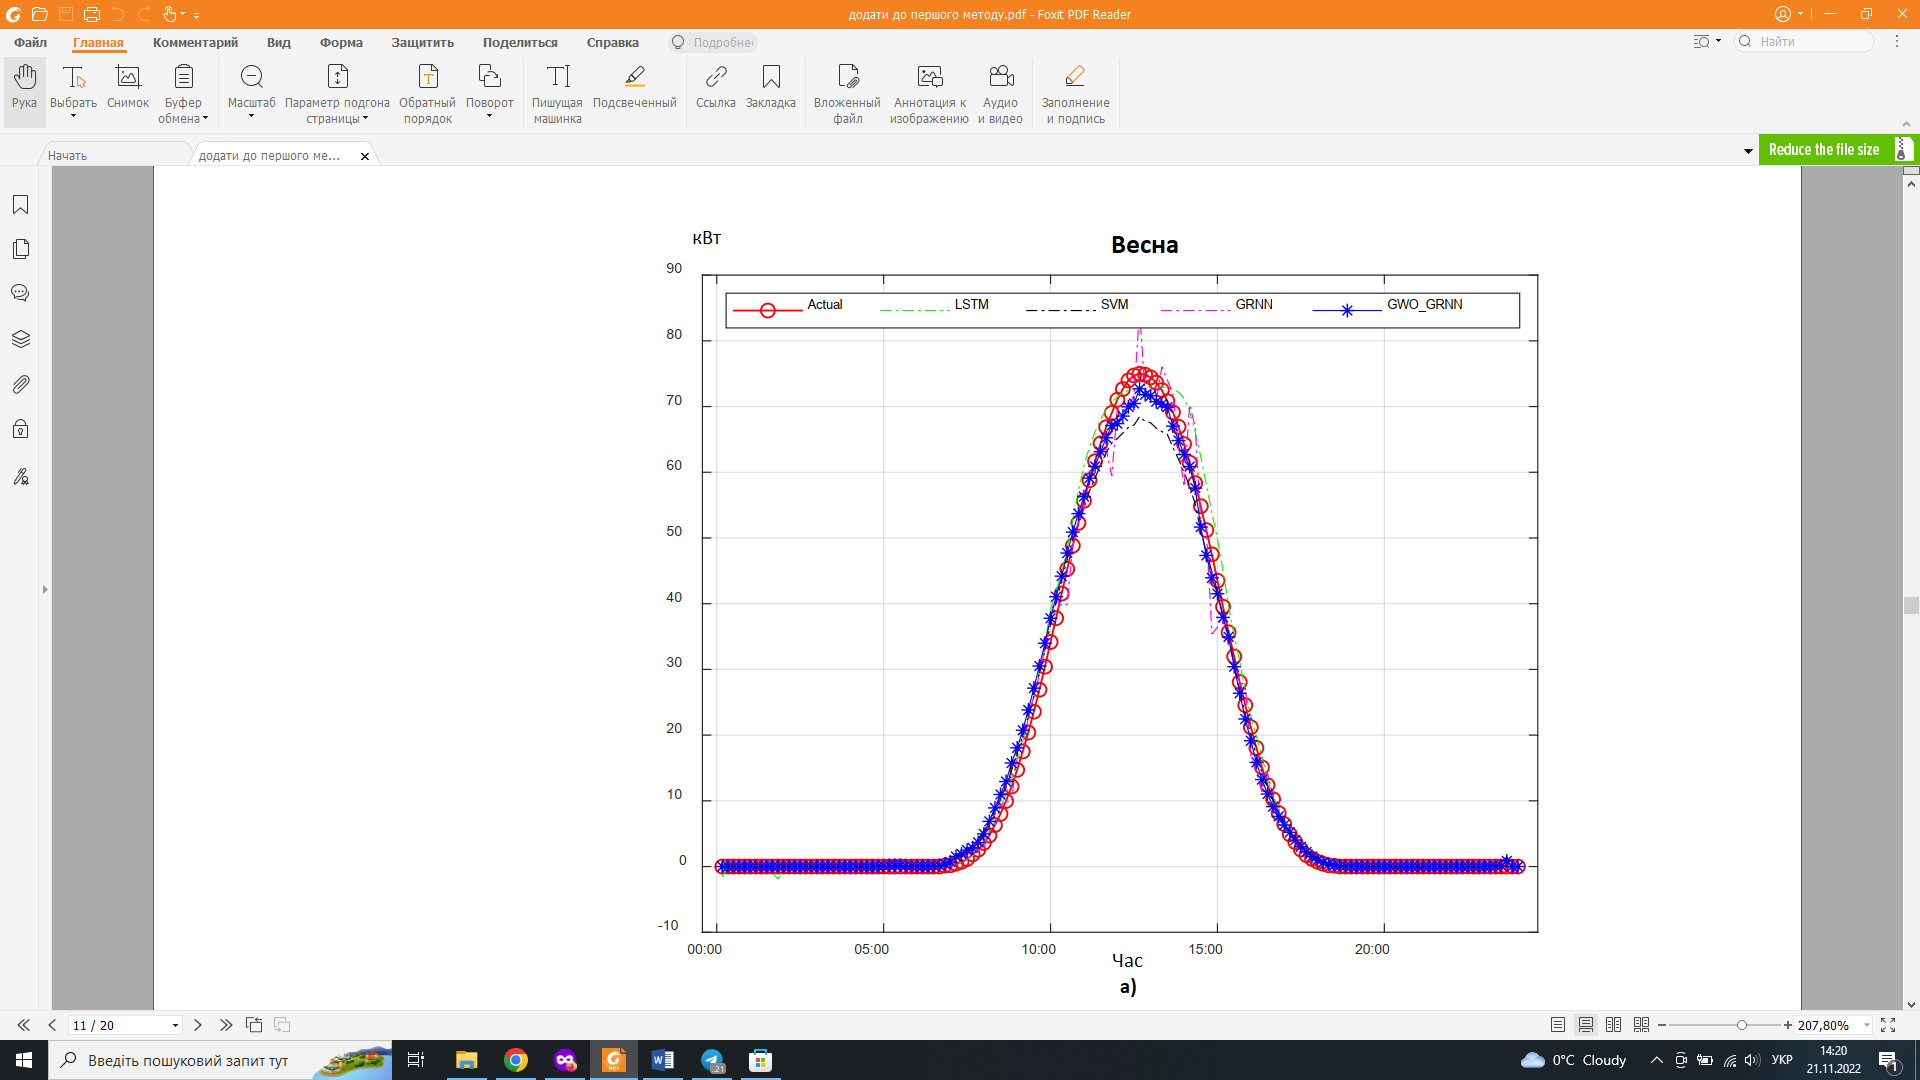 додати до першого методу.pdf - Foxit PDF Reader
Файл Главная Комментарий Вид Форма Защитить Поделиться Справка Подробнее Найти
Рука Выбрать Снимок Буфер обмена Масштаб Параметр подгона страницы Обратный порядок Поворот Пишущая машинка Подсвеченный Ссылка Закладка Вложенный файл Аннотация к изображению Аудио и видео Заполнение и подпись
Начать
додати до першого ме...
Reduce the file size
кВт
Весна
90
Actual LSTM SVM GRNN GWO_GRNN
80
70
60
50
40
30
20
10
0
-10
00:00 05:00 10:00 15:00 20:00
Час
а)
11 / 20
207,80%
Введіть пошуковий запит тут
21
0°C Cloudy
УКР
14:20
21.11.2022
1